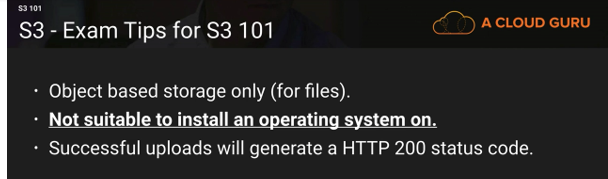 S3 101
S3 - Exam Tips for S3 101
A CLOUD GURU
· Object based storage only (for files).
· Not suitable to install an operating system on.
· Successful uploads will generate a HTTP 200 status code.